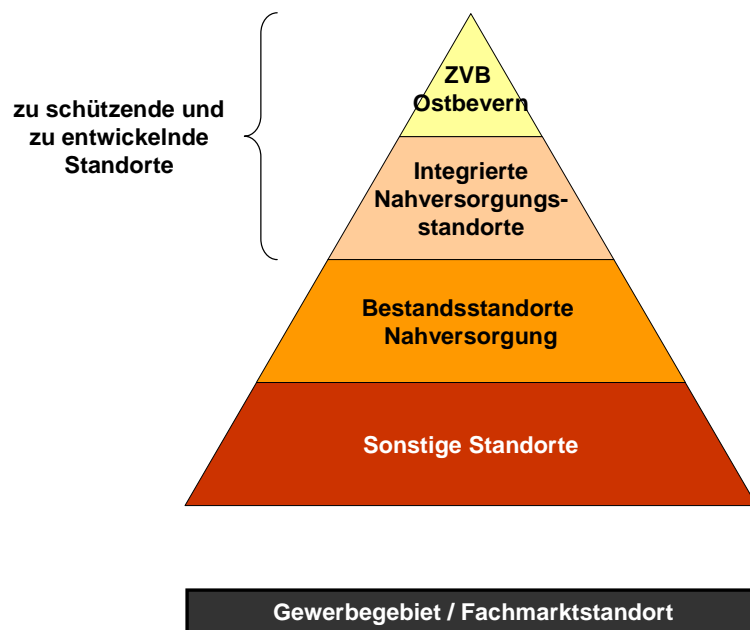 ZVB
Ostbevern
zu schützende und
zu entwickelnde
Standorte
Integrierte
Nahversorgungs-
standorte
Bestandsstandorte
Nahversorgung
Sonstige Standorte
Gewerbegebiet / Fachmarktstandort